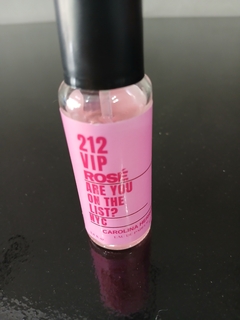 212
VIP
ROSÉ
ARE YOU
ON THE
LIST?
NYC
CAROLINA